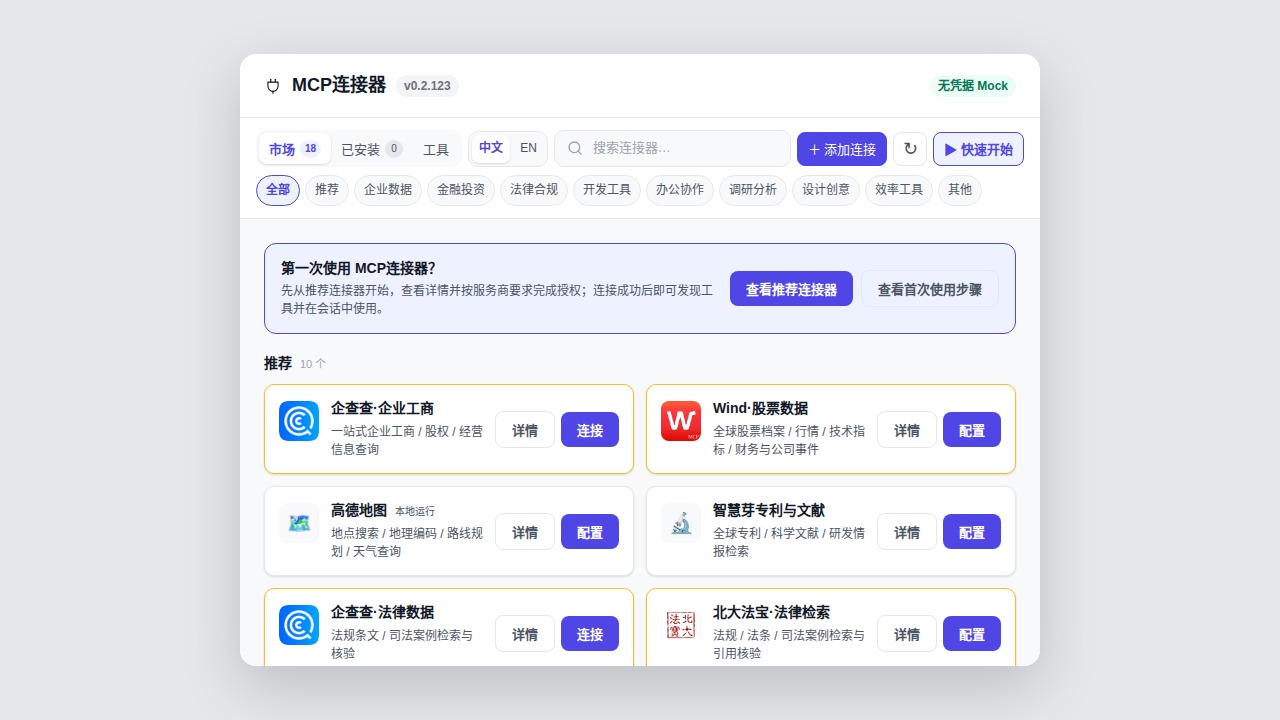 MCP连接器 v0.2.123 无凭据 Mock
市场 18 已安装 0 工具 中文 EN 搜索连接器… ＋ 添加连接 ↻ ▶ 快速开始
全部 推荐 企业数据 金融投资 法律合规 开发工具 办公协作 调研分析 设计创意 效率工具 其他
第一次使用 MCP连接器？
先从推荐连接器开始，查看详情并按服务商要求完成授权；连接成功后即可发现工
具并在会话中使用。
查看推荐连接器 查看首次使用步骤
推荐 10 个
企查查·企业工商
一站式企业工商 / 股权 / 经营
信息查询
详情 连接
W MCP
Wind·股票数据
全球股票档案 / 行情 / 技术指
标 / 财务与公司事件
详情 配置
高德地图 本地运行
地点搜索 / 地理编码 / 路线规
划 / 天气查询
详情 配置
智慧芽专利与文献
全球专利 / 科学文献 / 研发情
报检索
详情 配置
企查查·法律数据
法规条文 / 司法案例检索与
核验
详情 连接
北大法寶
北大法宝·法律检索
法规 / 法条 / 司法案例检索与
引用核验
详情 配置